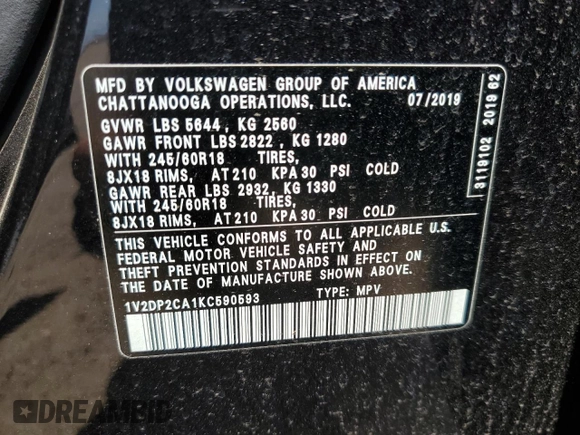 MFD BY VOLKSWAGEN GROUP OF AMERICA
CHATTANOOGA OPERATIONS, LLC. 07/2019
GVWR LBS 5644, KG 2560
GAWR FRONT LBS 2822, KG 1280
WITH 245/60R18 TIRES,
8JX18 RIMS, AT 210 KPA 30 PSI COLD
GAWR REAR LBS 2932, KG 1330
WITH 245/60R18 TIRES,
8JX18 RIMS, AT 210 KPA 30 PSI COLD
THIS VEHICLE CONFORMS TO ALL APPLICABLE U.S.
FEDERAL MOTOR VEHICLE SAFETY AND
THEFT PREVENTION STANDARDS IN EFFECT ON
THE DATE OF MANUFACTURE SHOWN ABOVE.
1V2DP2CA1KC590593 TYPE: MPV
3119102 2019 62
DREAMBID